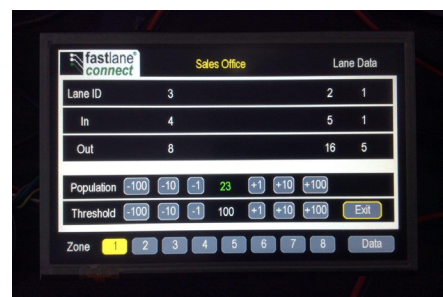 fastlane® Sales Office Lane Data
connect
Lane ID 3 2 1
In 4 5 1
Out 8 16 5
Population -100 -10 -1 23 +1 +10 +100
Threshold -100 -10 -1 100 +1 +10 +100 Exit
Zone 1 2 3 4 5 6 7 8 Data